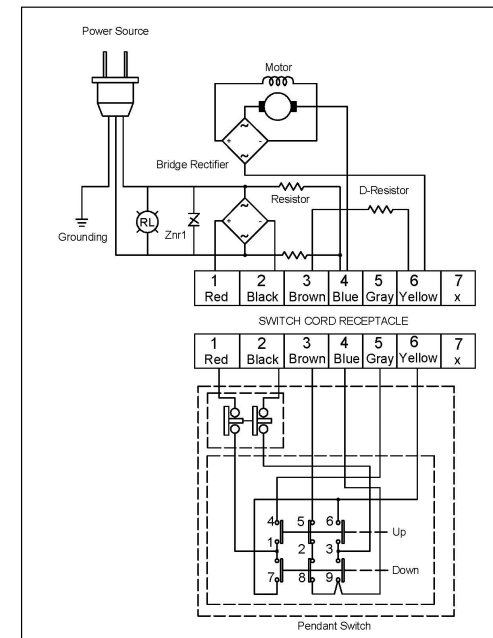 Power Source
Motor
Bridge Rectifier
+ ~ ~ -
Resistor
D-Resistor
RL
Znr1
Grounding
+ ~ ~ -
1 2 3 4 5 6 7
Red Black Brown Blue Gray Yellow x
SWITCH CORD RECEPTACLE
1 2 3 4 5 6 7
Red Black Brown Blue Gray Yellow x
4 5 6
Up
1 2 3
Down
7 8 9
Pendant Switch